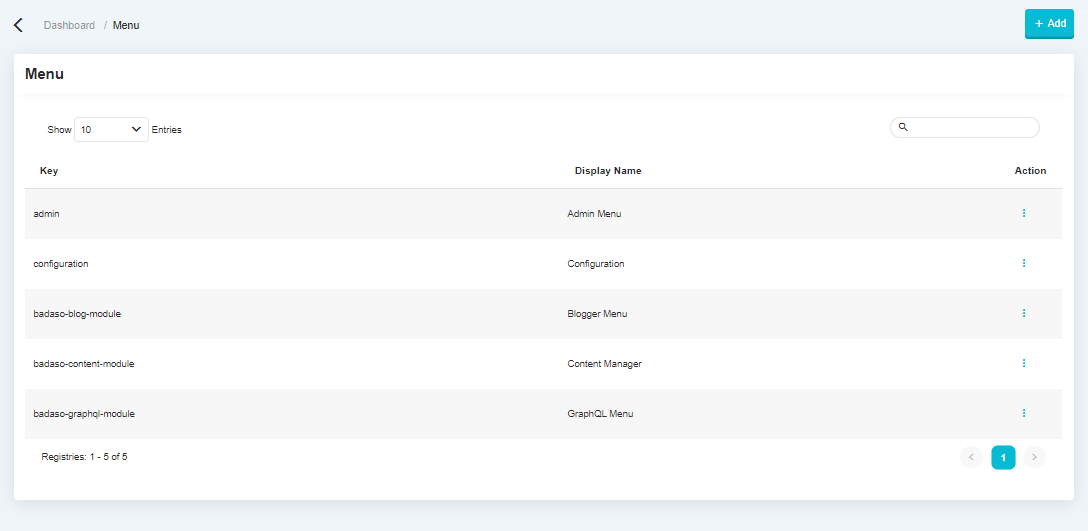 Dashboard / Menu
+ Add
Menu
Show 10 Entries
Key Display Name Action
admin Admin Menu
configuration Configuration
badaso-blog-module Blogger Menu
badaso-content-module Content Manager
badaso-graphql-module GraphQL Menu
Registries: 1 - 5 of 5
1